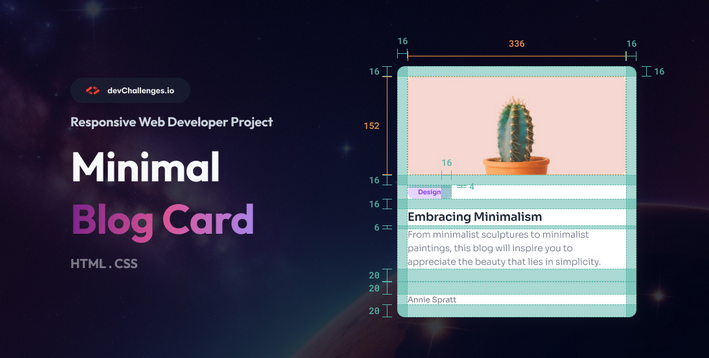 devChallenges.io
Responsive Web Developer Project
Minimal
Blog Card
HTML.CSS
16
336
16
16
16
152
16
16
4
Design
16
Embracing Minimalism
6
From minimalist sculptures to minimalist
paintings, this blog will inspire you to
appreciate the beauty that lies in simplicity.
20
20
Annie Spratt
20